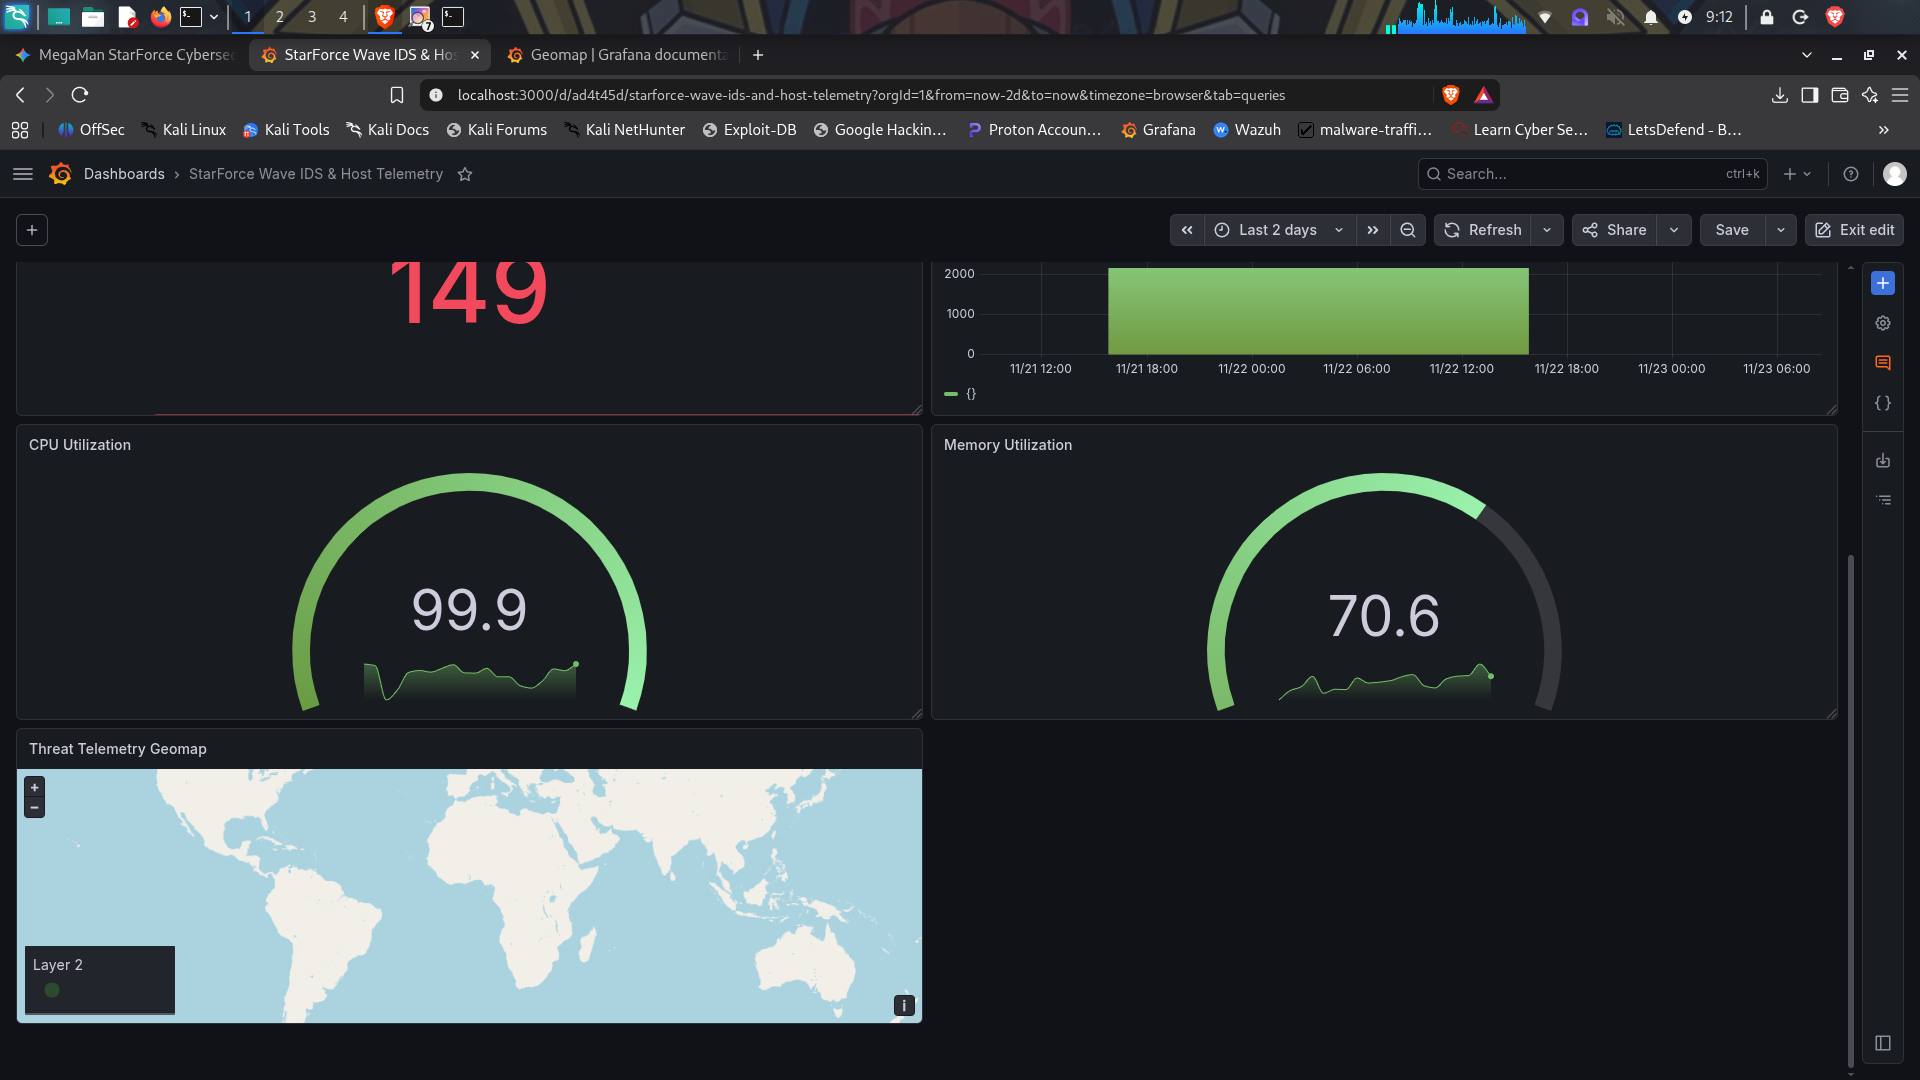 1 2 3 4 7 9:12
MegaMan StarForce Cybersec
StarForce Wave IDS & Hos
Geomap | Grafana documenta
localhost:3000/d/ad4t45d/starforce-wave-ids-and-host-telemetry?orgId=1&from=now-2d&to=now&timezone=browser&tab=queries
OffSec Kali Linux Kali Tools Kali Docs Kali Forums Kali NetHunter Exploit-DB Google Hackin... Proton Accoun... Grafana Wazuh malware-traffi... Learn Cyber Se... LetsDefend - B...
Dashboards › StarForce Wave IDS & Host Telemetry
Search... ctrl+k
Last 2 days Refresh Share Save Exit edit
149
2000
1000
0
11/21 12:00 11/21 18:00 11/22 00:00 11/22 06:00 11/22 12:00 11/22 18:00 11/23 00:00 11/23 06:00
{}
CPU Utilization
99.9
Memory Utilization
70.6
Threat Telemetry Geomap
+
−
Layer 2
i